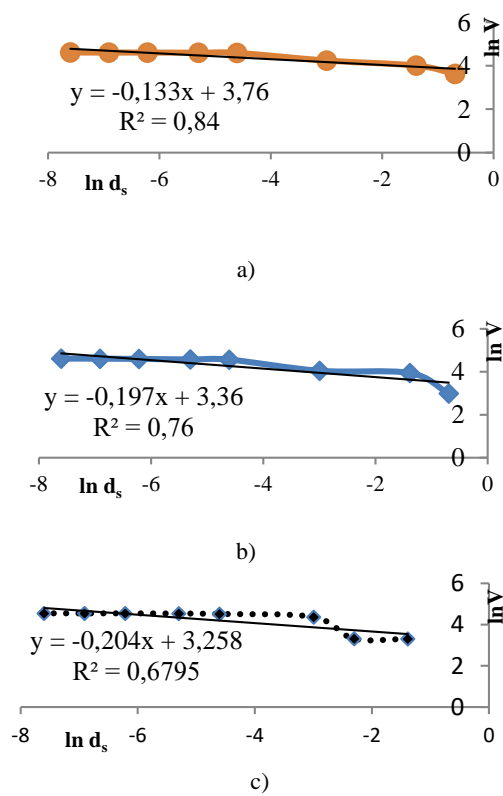 6
ln V
4
y = -0,133x + 3,76
R² = 0,84
2
0
-8 -6 -4 -2 0
ln dₛ
a)
6
ln V
4
y = -0,197x + 3,36
R² = 0,76
2
0
-8 -6 -4 -2 0
ln dₛ
b)
6
ln V
4
y = -0,204x + 3,258
R² = 0,6795
2
0
-8 -6 -4 -2 0
ln dₛ
c)